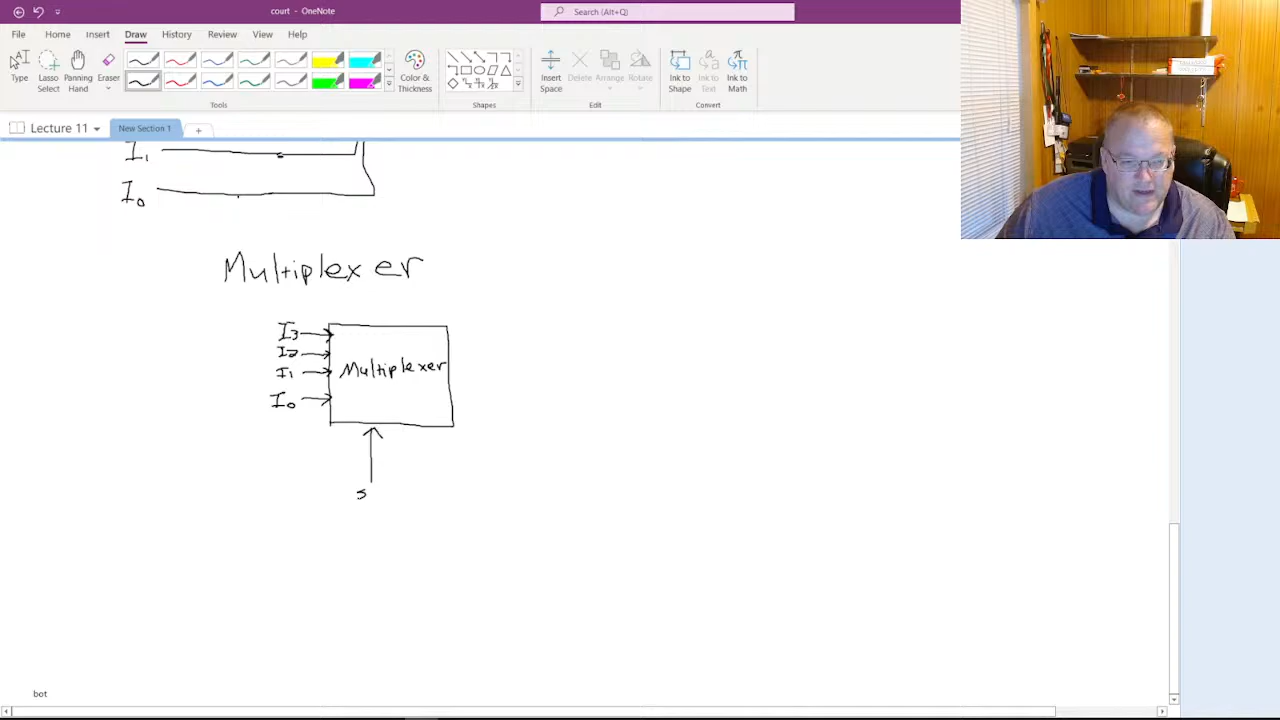 court - OneNote
Search (Alt+Q)
File Home Insert Draw History Review View Help
Type
Lasso Select
Panning Hand
Eraser
Color & Thickness
Insert Space
Delete
Arrange
Rotate
Ink to Shape
Ink to Text
Ink to Math
Tools
Shapes
Edit
Convert
Lecture 11
New Section 1
I1
I0
Multiplexer
I3
I2
I1
I0
Multiplexer
s
bot